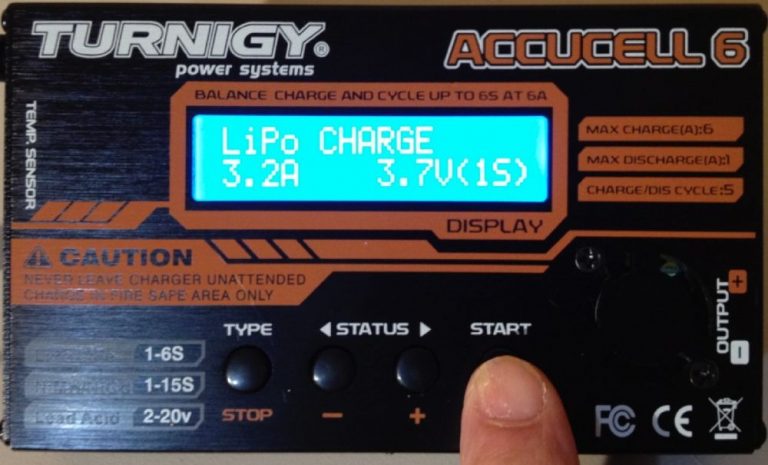 TURNIGY®
power systems
ACCUCELL 6
BALANCE CHARGE AND CYCLE UP TO 6S AT 6A
TEMP. SENSOR
LiPo CHARGE
3.2A 3.7V(1S)
MAX CHARGE(A):6
MAX DISCHARGE(A):1
CHARGE/DIS CYCLE:5
DISPLAY
CAUTION
NEVER LEAVE CHARGER UNATTENDED
CHARGE IN FIRE SAFE AREA ONLY
TYPE
STATUS
START
OUTPUT
+
-
1-6S
1-15S
Lead Acid 2-20v
STOP
-
+
FC CE